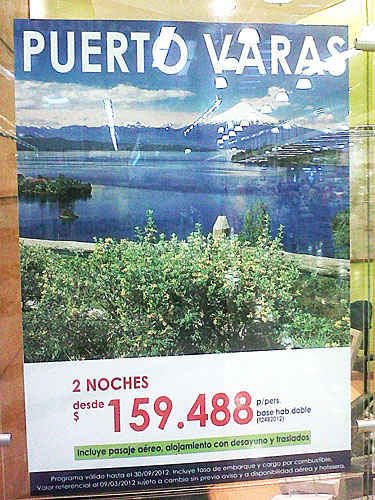 PUERTO VARAS
2 NOCHES
desde
$ 159.488 p/pers.
base hab.doble
(12482012)
Incluye pasaje aéreo, alojamiento con desayuno y traslados
Programa válido hasta el 30/09/2012. Incluye tasa de embarque y cargo por combustible.
Valor referencial al 09/03/2012 sujeto a cambio sin previo aviso y a disponibilidad aérea y hotelera.